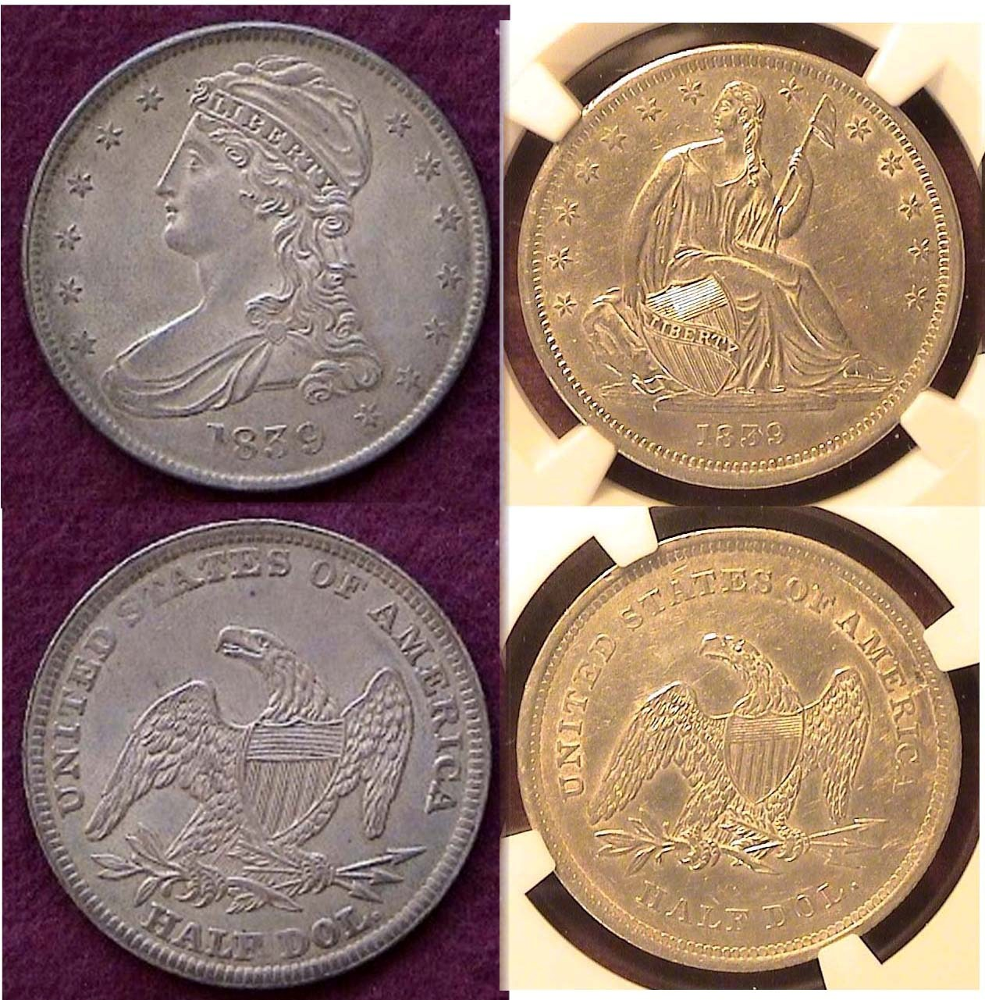 LIBERTY
1839
LIBERTY
1839
UNITED STATES OF AMERICA
HALF DOL.
UNITED STATES OF AMERICA
HALF DOL.